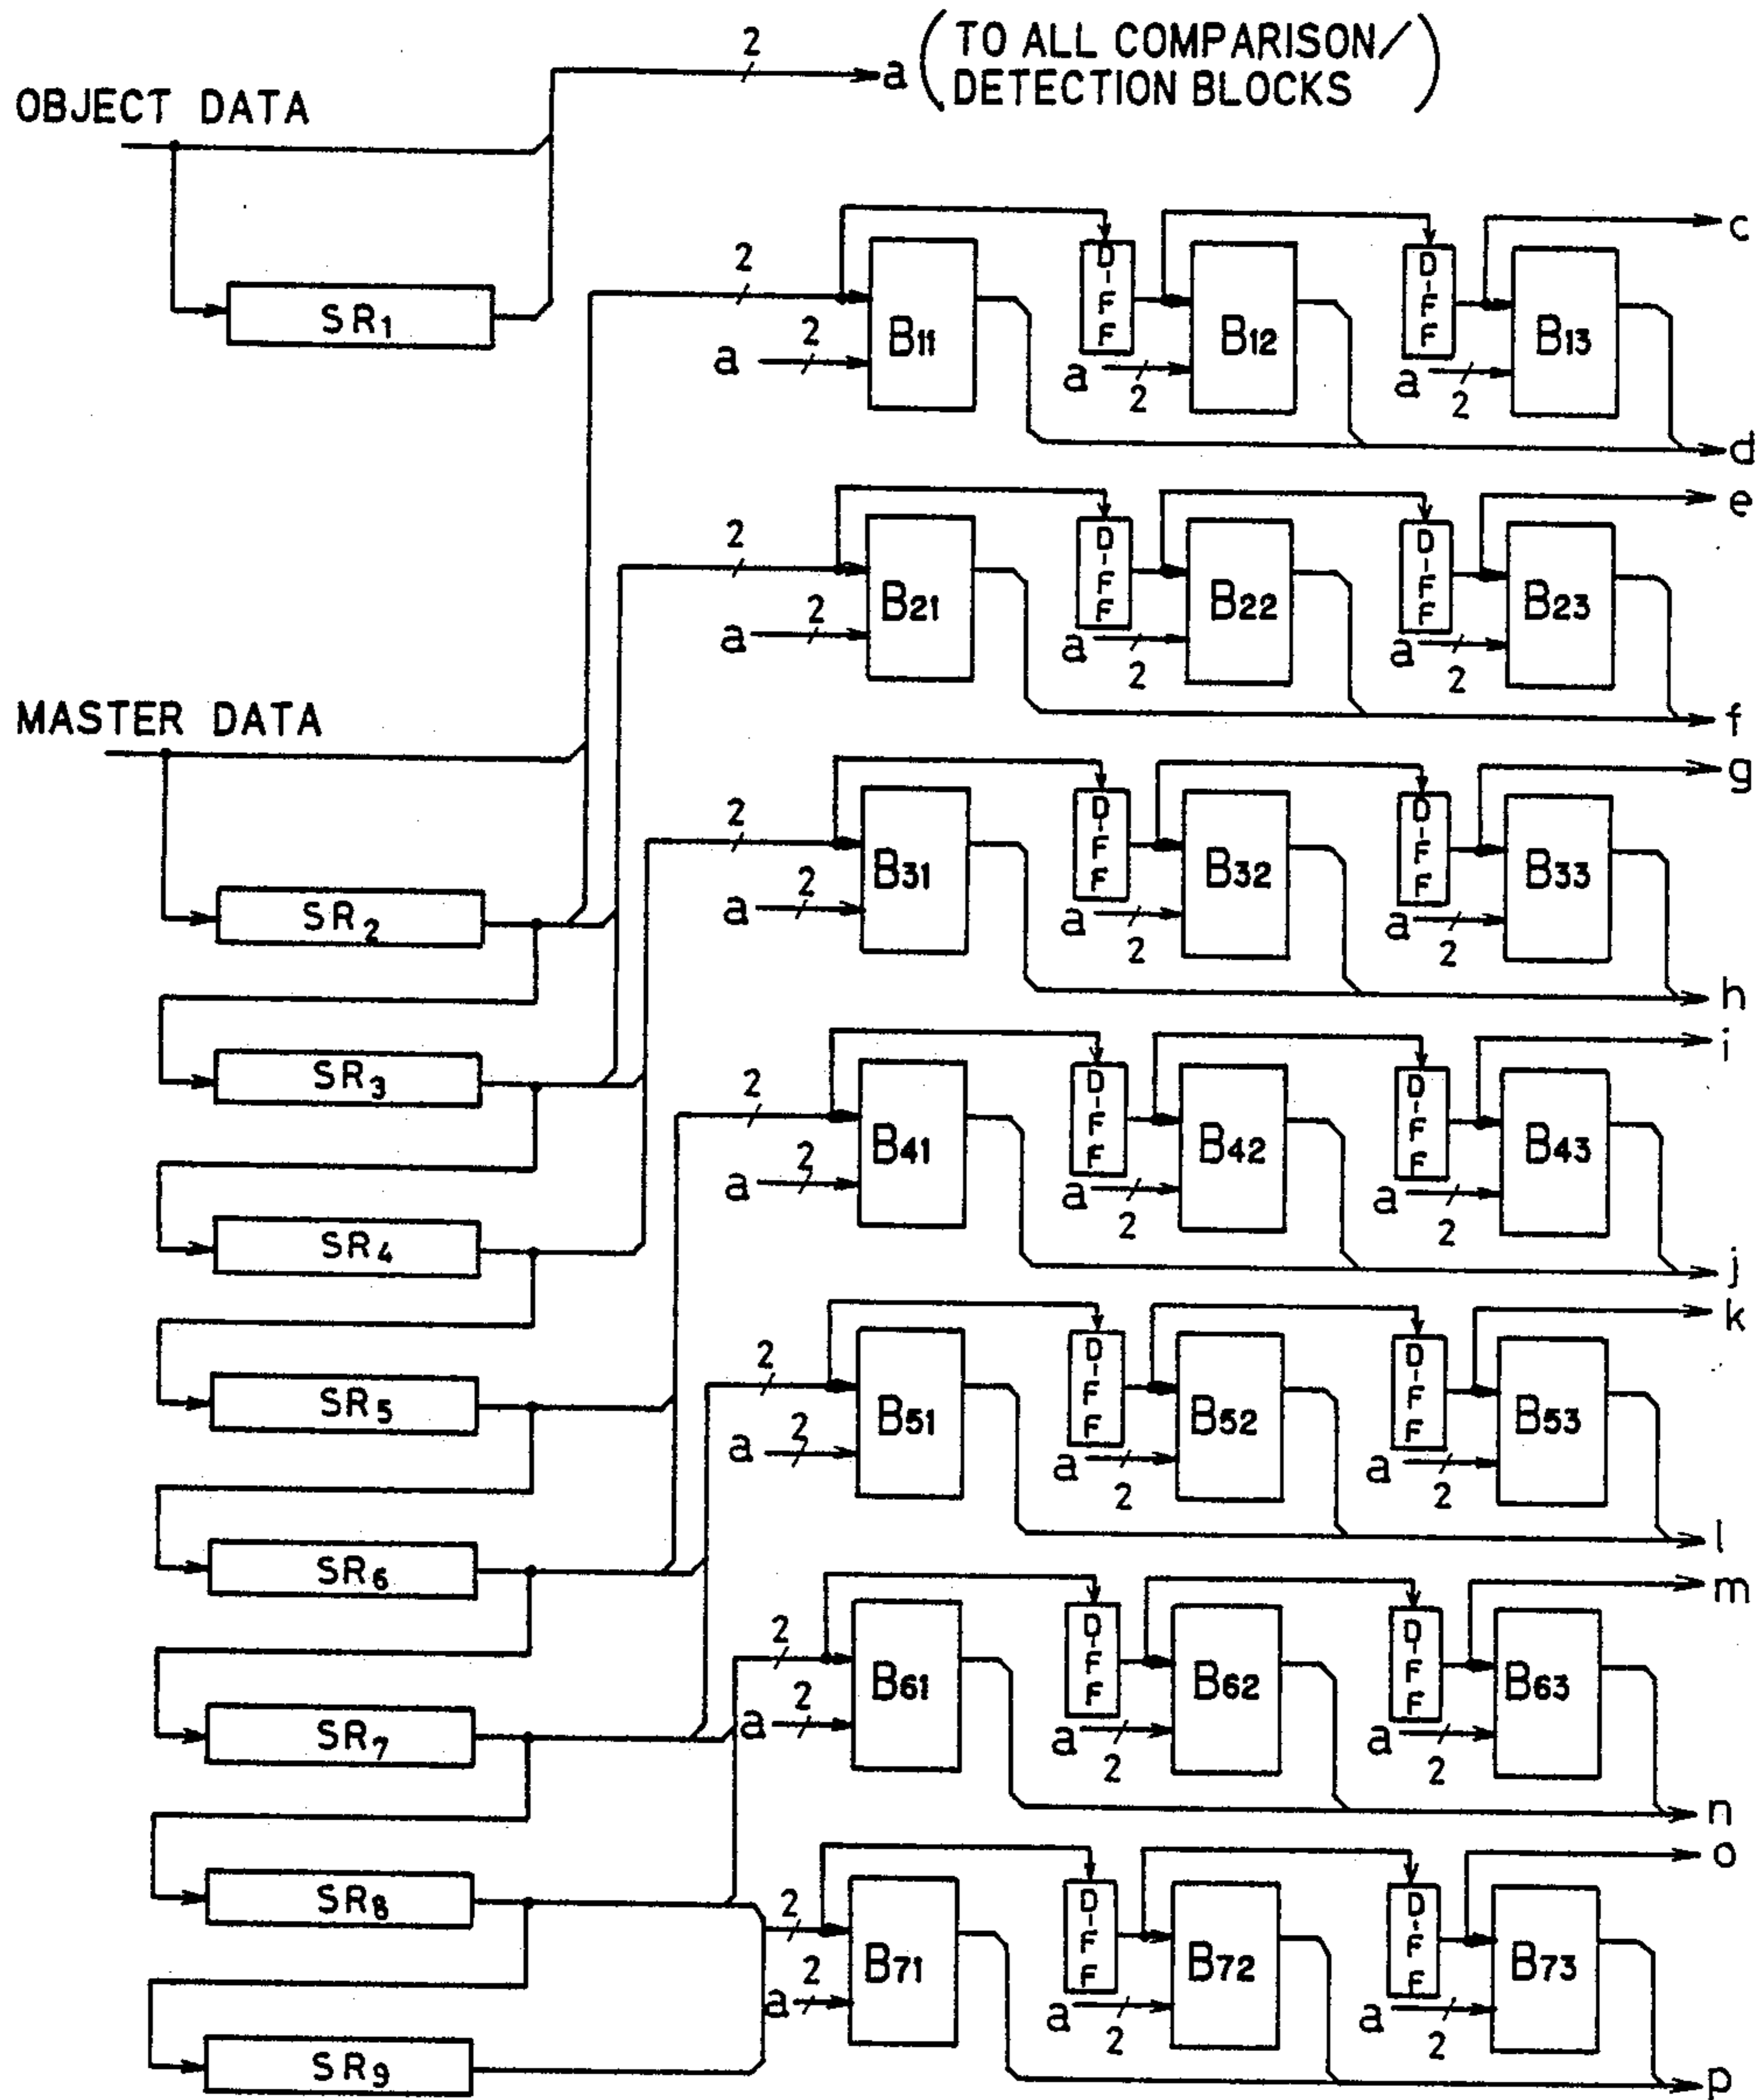 2
a (TO ALL COMPARISON/
DETECTION BLOCKS)
OBJECT DATA
SR1
c
2
D-FF
D-FF
B11
B12
B13
2
a
a
2
a
2
d
e
2
D-FF
D-FF
B21
B22
B23
2
a
a
2
a
2
f
MASTER DATA
g
2
D-FF
D-FF
B31
B32
B33
2
a
a
2
a
2
SR2
h
i
SR3
2
D-FF
D-FF
B41
B42
B43
2
a
a
2
a
2
SR4
j
k
2
D-FF
D-FF
SR5
B51
B52
B53
2
a
a
2
a
2
l
SR6
m
2
D-FF
D-FF
B61
B62
B63
2
a
a
2
a
2
SR7
n
o
SR8
2
D-FF
D-FF
B71
B72
B73
2
a
a
2
a
2
SR9
p